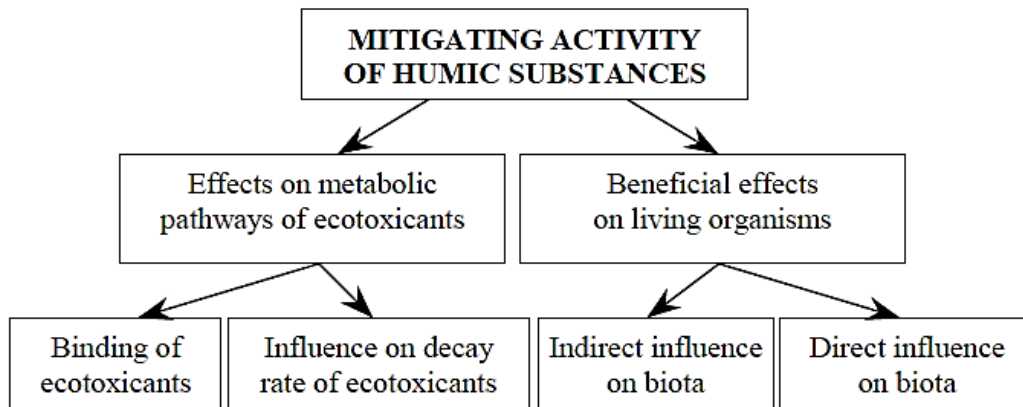 MITIGATING ACTIVITY
OF HUMIC SUBSTANCES
Effects on metabolic
pathways of ecotoxicants
Beneficial effects
on living organisms
Binding of
ecotoxicants
Influence on decay
rate of ecotoxicants
Indirect influence
on biota
Direct influence
on biota